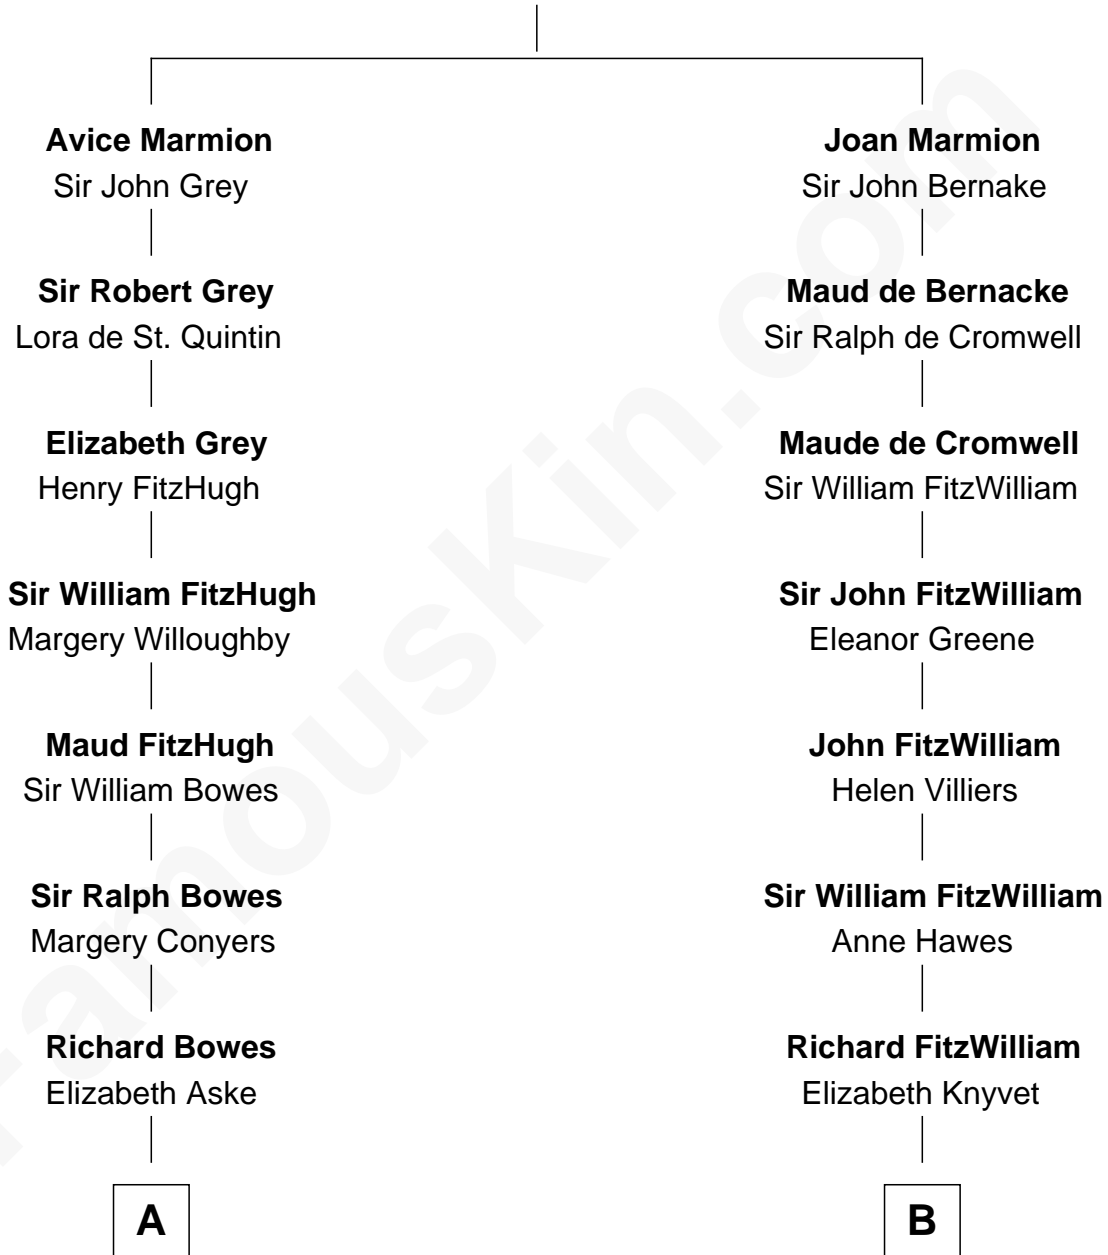 Avice Marmion
Sir John Grey
Sir Robert Grey
Lora de St. Quintin
Elizabeth Grey
Henry FitzHugh
Sir William FitzHugh
Margery Willoughby
Maud FitzHugh
Sir William Bowes
Sir Ralph Bowes
Margery Conyers
Richard Bowes
Elizabeth Aske
A
Joan Marmion
Sir John Bernake
Maud de Bernacke
Sir Ralph de Cromwell
Maude de Cromwell
Sir William FitzWilliam
Sir John FitzWilliam
Eleanor Greene
John FitzWilliam
Helen Villiers
Sir William FitzWilliam
Anne Hawes
Richard FitzWilliam
Elizabeth Knyvet
B
FamousKin.com